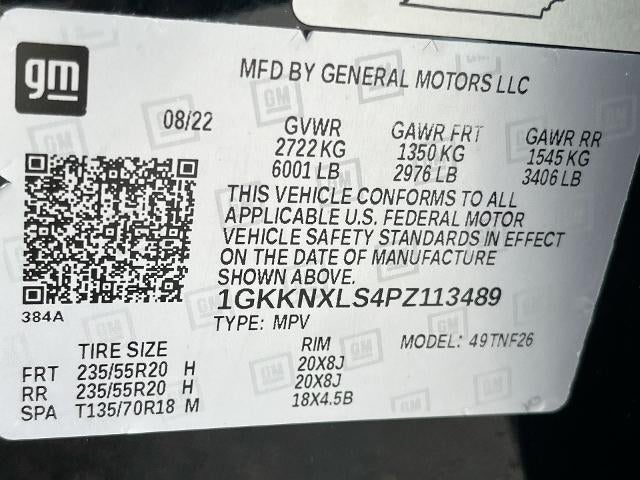 gm
MFD BY GENERAL MOTORS LLC
08/22 GVWR GAWR FRT GAWR RR
2722 KG 1350 KG 1545 KG
6001 LB 2976 LB 3406 LB
THIS VEHICLE CONFORMS TO ALL
APPLICABLE U.S. FEDERAL MOTOR
VEHICLE SAFETY STANDARDS IN EFFECT
ON THE DATE OF MANUFACTURE
SHOWN ABOVE.
1GKKNXLS4PZ113489
384A
TYPE: MPV MODEL: 49TNF26
TIRE SIZE RIM
FRT 235/55R20 H 20X8J
RR 235/55R20 H 20X8J
SPA T135/70R18 M 18X4.5B